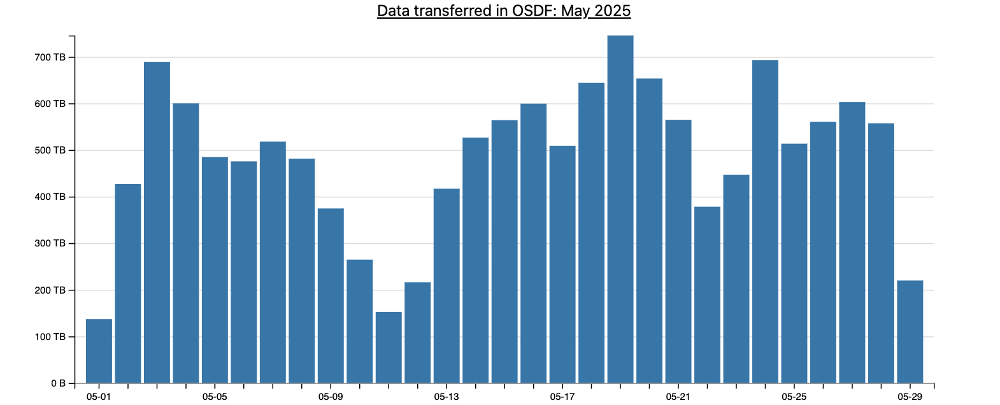 Data transferred in OSDF: May 2025
700 TB
600 TB
500 TB
400 TB
300 TB
200 TB
100 TB
0 B
05-01 05-05 05-09 05-13 05-17 05-21 05-25 05-29